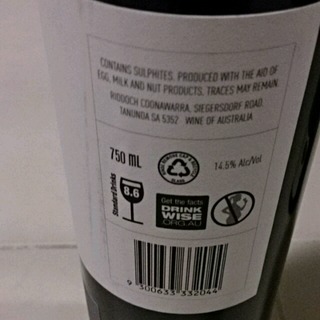 CONTAINS SULPHITES. PRODUCED WITH THE AID OF
EGG, MILK AND NUT PRODUCTS. TRACES MAY REMAIN.
RIDDOCH COONAWARRA, SIEGERSDORF ROAD,
TANUNDA SA 5352 WINE OF AUSTRALIA
750 ML
14.5% Alc/Vol
GLASS
Standard Drinks
8.6
Get the facts
DRINK
WISE
.ORG.AU
9 300633 332044